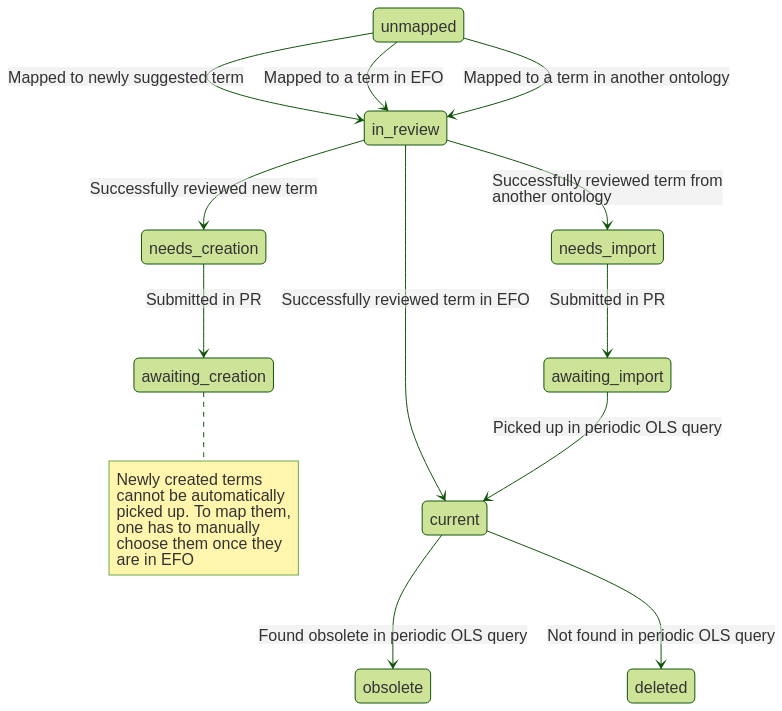 unmapped
Mapped to newly suggested term
Mapped to a term in EFO
Mapped to a term in another ontology
in_review
Successfully reviewed new term
Successfully reviewed term from
another ontology
needs_creation
needs_import
Submitted in PR
Successfully reviewed term in EFO
Submitted in PR
awaiting_creation
awaiting_import
Picked up in periodic OLS query
Newly created terms
cannot be automatically
picked up. To map them,
one has to manually
choose them once they
are in EFO
current
Found obsolete in periodic OLS query
Not found in periodic OLS query
obsolete
deleted